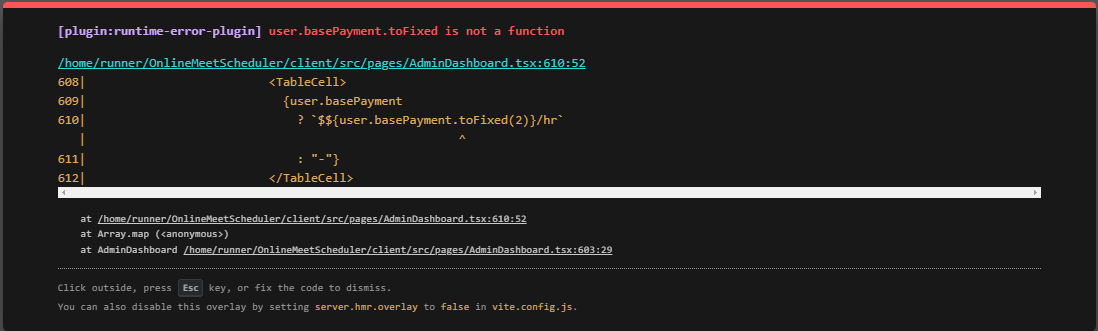 [plugin:runtime-error-plugin] user.basePayment.toFixed is not a function
/home/runner/OnlineMeetScheduler/client/src/pages/AdminDashboard.tsx:610:52
608|                          <TableCell>
609|                            {user.basePayment
610|                              ? `$${user.basePayment.toFixed(2)}/hr`
   |                                                     ^
611|                              : "-"}
612|                          </TableCell>
at /home/runner/OnlineMeetScheduler/client/src/pages/AdminDashboard.tsx:610:52
at Array.map (<anonymous>)
at AdminDashboard /home/runner/OnlineMeetScheduler/client/src/pages/AdminDashboard.tsx:603:29
Click outside, press Esc key, or fix the code to dismiss.
You can also disable this overlay by setting server.hmr.overlay to false in vite.config.js.